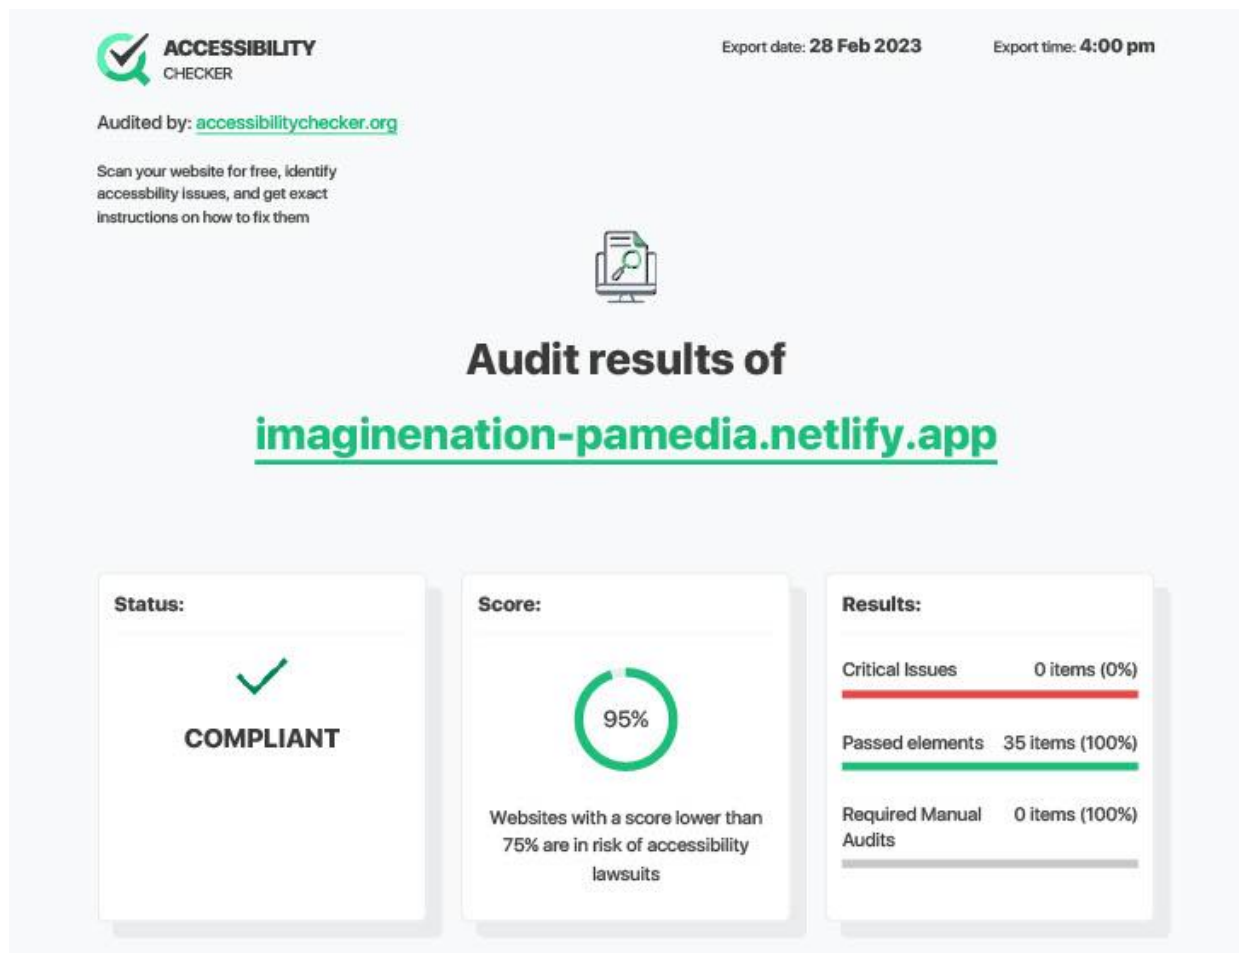 ACCESSIBILITY
CHECKER
Export date: 28 Feb 2023
Export time: 4:00 pm
Audited by: accessibilitychecker.org
Scan your website for free, identify
accessbility issues, and get exact
instructions on how to fix them
Audit results of
imaginenation-pamedia.netlify.app
Status:
COMPLIANT
Score:
95%
Websites with a score lower than
75% are in risk of accessibility
lawsuits
Results:
Critical Issues 0 items (0%)
Passed elements 35 items (100%)
Required Manual 0 items (100%)
Audits